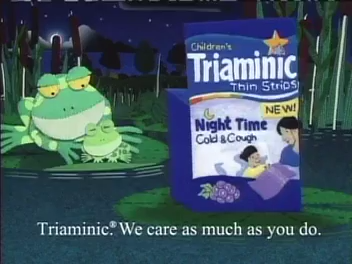 Children's
Triaminic
Thin Strips
NEW!
Night Time
Cold & Cough
Triaminic.® We care as much as you do.